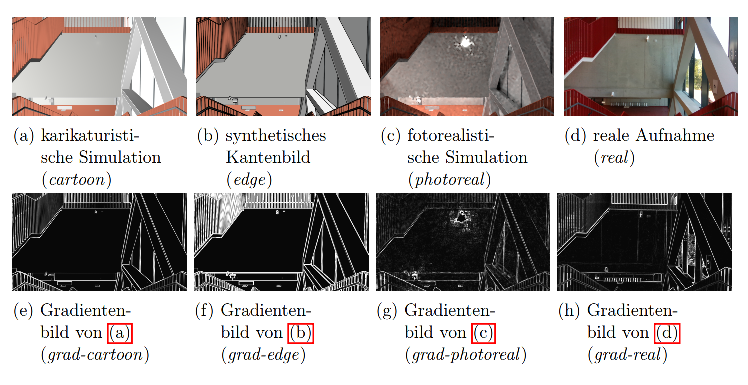 (a) karikaturisti-
sche Simulation
(cartoon)
(b) synthetisches
Kantenbild
(edge)
(c) fotorealisti-
sche Simulation
(photoreal)
(d) reale Aufnahme
(real)
(e) Gradienten-
bild von (a)
(grad-cartoon)
(f) Gradienten-
bild von (b)
(grad-edge)
(g) Gradienten-
bild von (c)
(grad-photoreal)
(h) Gradienten-
bild von (d)
(grad-real)